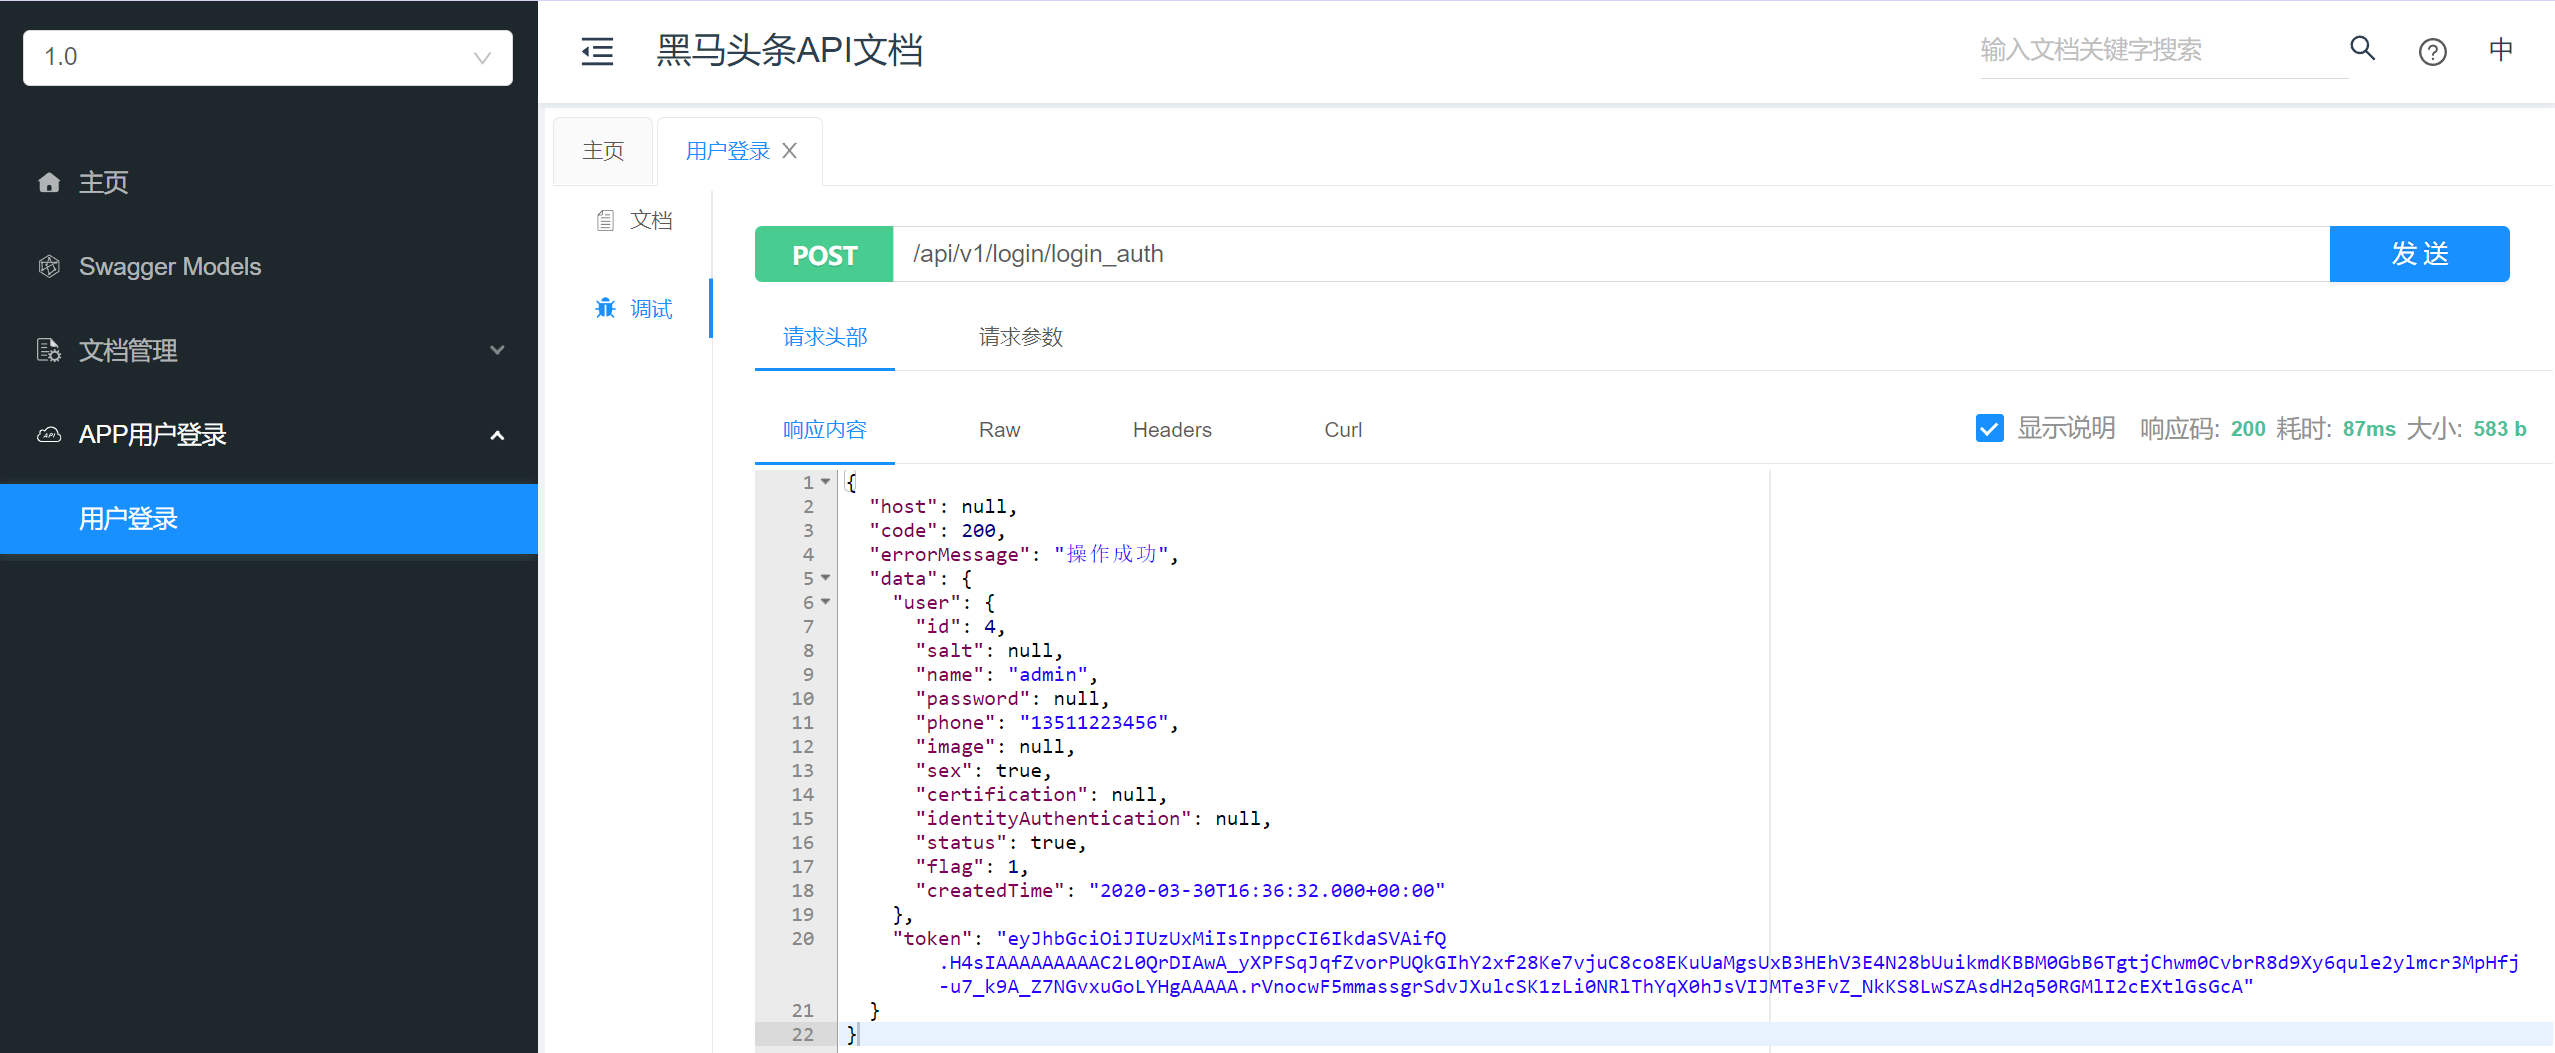 1.0
黑马头条API文档
输入文档关键字搜索
中
主页
Swagger Models
文档管理
APP用户登录
用户登录
主页
用户登录
文档
调试
POST
/api/v1/login/login_auth
发 送
请求头部
请求参数
响应内容
Raw
Headers
Curl
显示说明 响应码: 200 耗时: 87ms 大小: 583 b
1 {
2 "host": null,
3 "code": 200,
4 "errorMessage": "操作成功",
5 "data": {
6 "user": {
7 "id": 4,
8 "salt": null,
9 "name": "admin",
10 "password": null,
11 "phone": "13511223456",
12 "image": null,
13 "sex": true,
14 "certification": null,
15 "identityAuthentication": null,
16 "status": true,
17 "flag": 1,
18 "createdTime": "2020-03-30T16:36:32.000+00:00"
19 },
20 "token": "eyJhbGciOiJIUzUxMiIsInppcCI6IkdaSVAifQ
.H4sIAAAAAAAAAC2L0QrDIAwA_yXPFSqJqfZvorPUQkGIhY2xf28Ke7vjuC8co8EKuUaMgsUxB3HEhV3E4N28bUuikmdKBBM0GbB6TgtjChwm0CvbrR8d9Xy6qule2ylmcr3MpHfj
-u7_k9A_Z7NGvxuGoLYHgAAAAA.rVnocwF5mmassgrSdvJXulcSK1zLi0NRlThYqX0hJsVIJMTe3FvZ_NkKS8LwSZAsdH2q50RGMlI2cEXtlGsGcA"
21 }
22 }